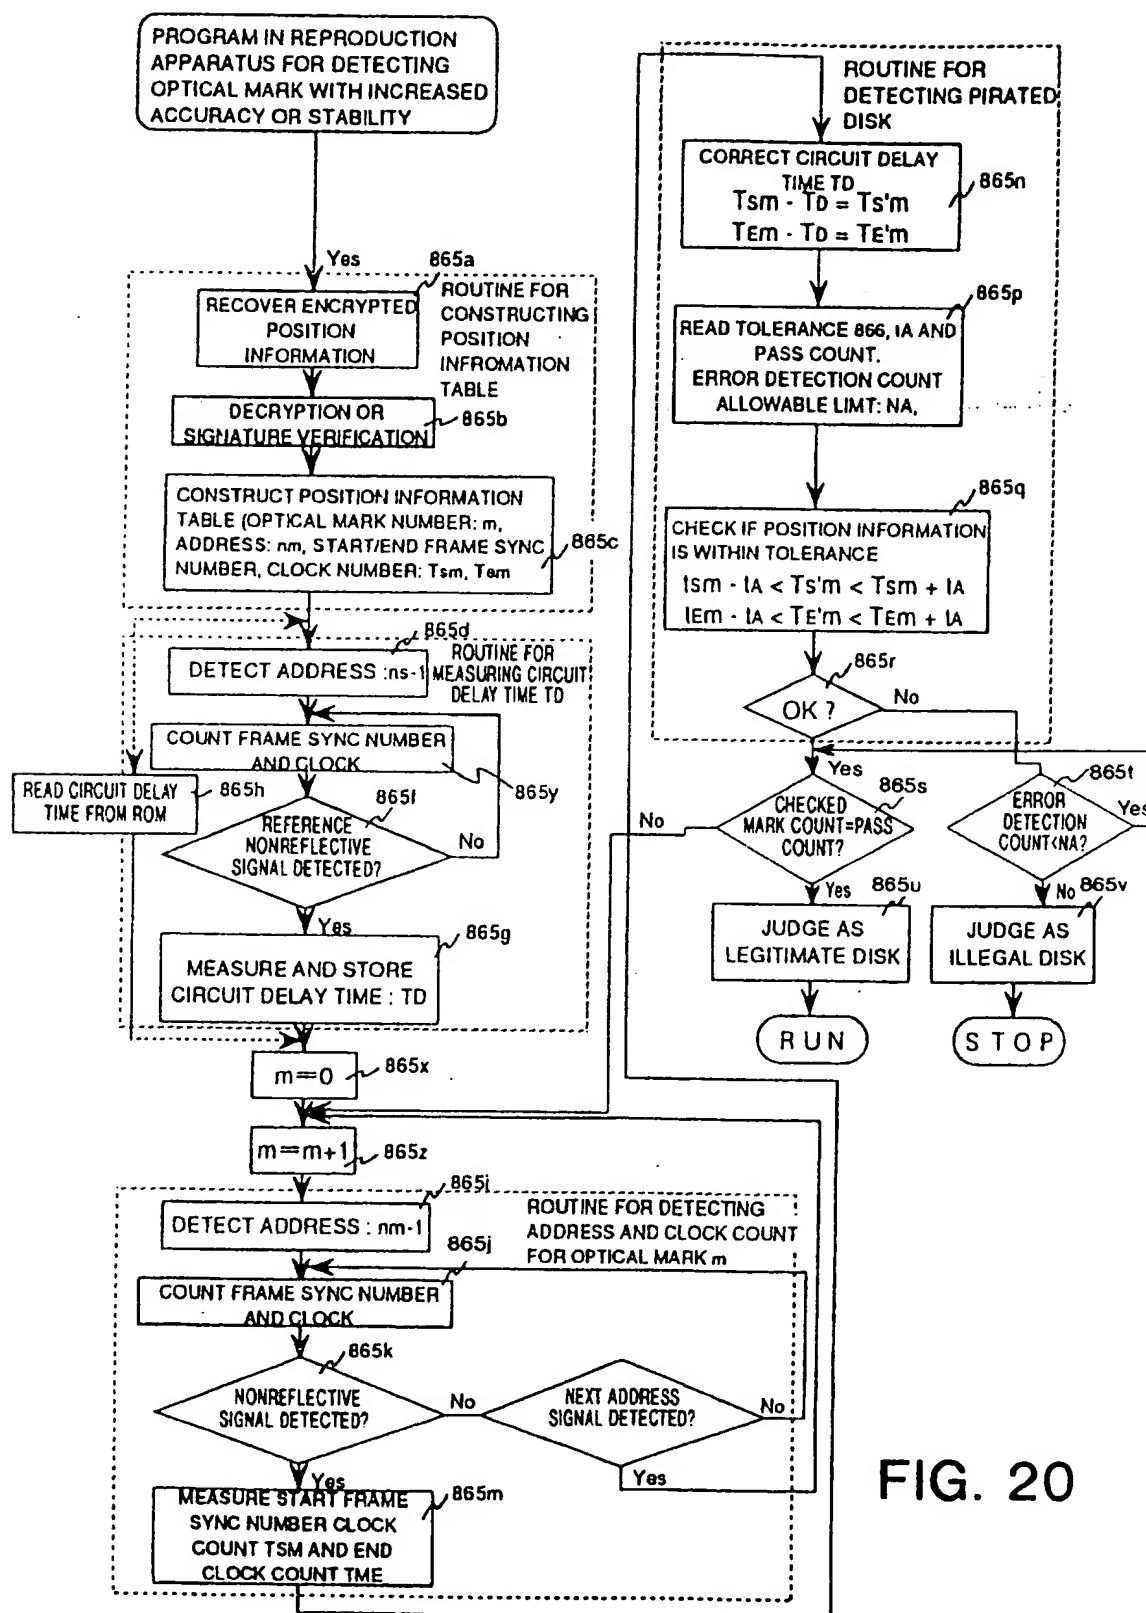 PROGRAM IN REPRODUCTION
APPARATUS FOR DETECTING
OPTICAL MARK WITH INCREASED
ACCURACY OR STABILITY
Yes
865a
RECOVER ENCRYPTED
POSITION
INFORMATION
ROUTINE FOR
CONSTRUCTING
POSITION
INFROMATION
TABLE
DECRYPTION OR
SIGNATURE VERIFICATION
865b
CONSTRUCT POSITION INFORMATION
TABLE (OPTICAL MARK NUMBER: m,
ADDRESS: nm, START/END FRAME SYNC
NUMBER, CLOCK NUMBER: Tsm, Tem
865c
865d
DETECT ADDRESS :ns-1
ROUTINE FOR
MEASURING CIRCUIT
DELAY TIME TD
COUNT FRAME SYNC NUMBER
AND CLOCK
865y
READ CIRCUIT DELAY
TIME FROM ROM
865h
865f
REFERENCE
NONREFLECTIVE
SIGNAL DETECTED?
No
Yes
865g
MEASURE AND STORE
CIRCUIT DELAY TIME : TD
m=0
865x
m=m+1
865z
865i
DETECT ADDRESS : nm-1
ROUTINE FOR DETECTING
ADDRESS AND CLOCK COUNT
FOR OPTICAL MARK m
865j
COUNT FRAME SYNC NUMBER
AND CLOCK
865k
NONREFLECTIVE
SIGNAL DETECTED?
No
NEXT ADDRESS
SIGNAL DETECTED?
No
Yes
Yes
MEASURE START FRAME
SYNC NUMBER CLOCK
COUNT TSM AND END
CLOCK COUNT TME
865m
ROUTINE FOR
DETECTING PIRATED
DISK
CORRECT CIRCUIT DELAY
TIME TD
Tsm - TD = Ts'm
TEm - TD = TE'm
865n
865p
READ TOLERANCE 866, tA AND
PASS COUNT.
ERROR DETECTION COUNT
ALLOWABLE LIMT: NA,
865q
CHECK IF POSITION INFORMATION
IS WITHIN TOLERANCE
tsm - tA < Ts'm < Tsm + tA
tEm - tA < TE'm < TEm + tA
865r
OK ?
No
Yes
865s
CHECKED
MARK COUNT=PASS
COUNT?
No
Yes
865t
ERROR
DETECTION
COUNT<NA?
Yes
No
865u
JUDGE AS
LEGITIMATE DISK
865v
JUDGE AS
ILLEGAL DISK
RUN
STOP
FIG. 20